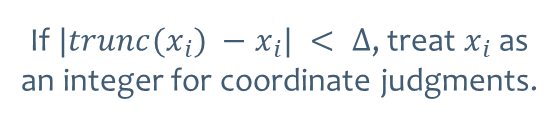 If |trunc(xᵢ) − xᵢ| < Δ, treat xᵢ as
an integer for coordinate judgments.